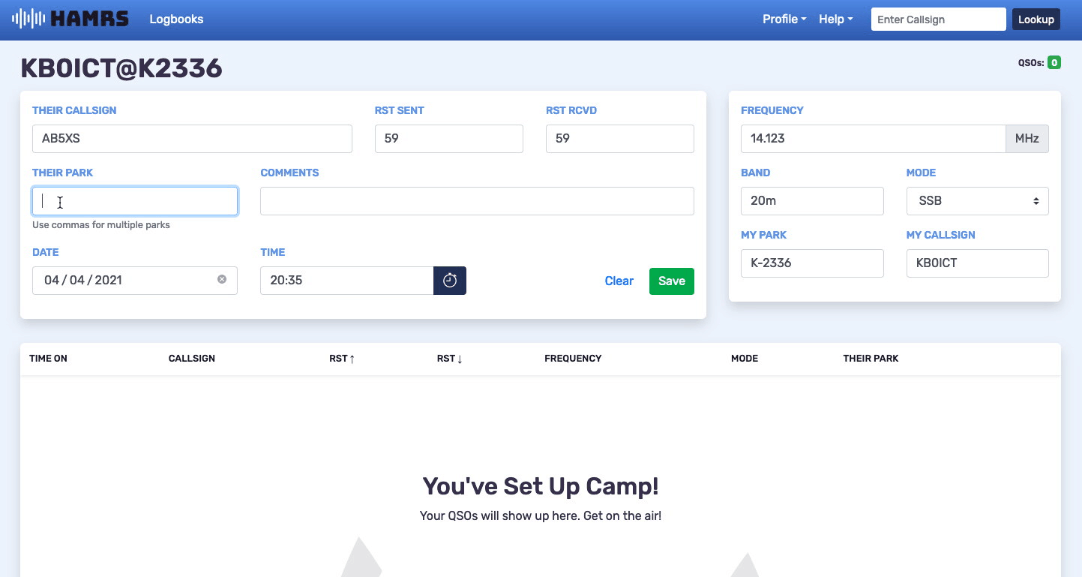 HAMRS Logbooks Profile Help Enter Callsign Lookup
KB0ICT@K2336 QSOs: 0
THEIR CALLSIGN RST SENT RST RCVD FREQUENCY
AB5XS 59 59 14.123 MHz
THEIR PARK COMMENTS BAND MODE
20m SSB
Use commas for multiple parks
MY PARK MY CALLSIGN
DATE TIME
K-2336 KB0ICT
04 / 04 / 2021 20:35 Clear Save
TIME ON CALLSIGN RST ↑ RST ↓ FREQUENCY MODE THEIR PARK
You've Set Up Camp!
Your QSOs will show up here. Get on the air!